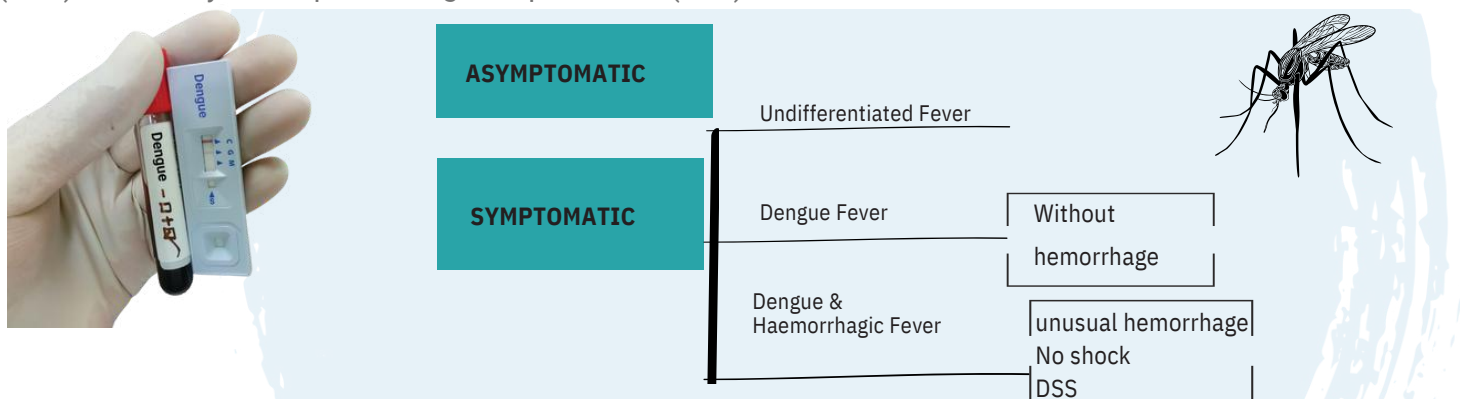 ASYMPTOMATIC
Undifferentiated Fever
SYMPTOMATIC
Dengue Fever
Without
hemorrhage
Dengue &
Haemorrhagic Fever
unusual hemorrhage
No shock
DSS
Dengue
C G M
Dengue